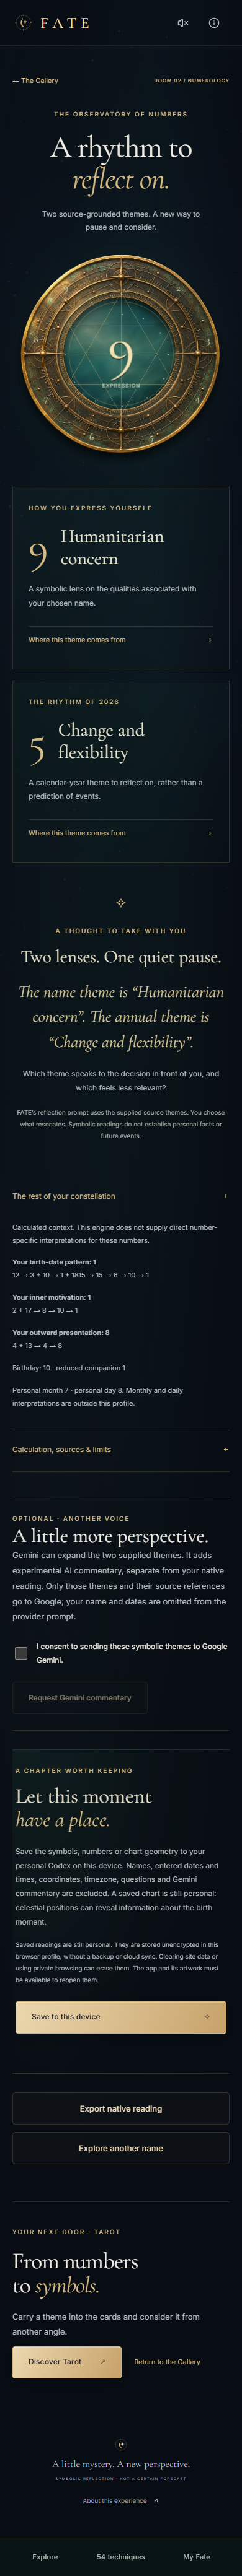 FATE
← The Gallery
ROOM 02 / NUMEROLOGY
THE OBSERVATORY OF NUMBERS
A rhythm to
reflect on.
Two source-grounded themes. A new way to
pause and consider.
9
EXPRESSION
HOW YOU EXPRESS YOURSELF
9
Humanitarian
concern
A symbolic lens on the qualities associated with
your chosen name.
Where this theme comes from +
THE RHYTHM OF 2026
5
Change and
flexibility
A calendar-year theme to reflect on, rather than a
prediction of events.
Where this theme comes from +
A THOUGHT TO TAKE WITH YOU
Two lenses. One quiet pause.
The name theme is “Humanitarian
concern”. The annual theme is
“Change and flexibility”.
Which theme speaks to the decision in front of you, and
which feels less relevant?
FATE's reflection prompt uses the supplied source themes. You choose
what resonates. Symbolic readings do not establish personal facts or
future events.
The rest of your constellation +
Calculated context. This engine does not supply direct number-
specific interpretations for these numbers.
Your birth-date pattern: 1
12 → 3 + 10 → 1 + 1815 → 15 → 6 → 10 → 1
Your inner motivation: 1
2 + 17 → 8 → 10 → 1
Your outward presentation: 8
4 + 13 → 4 → 8
Birthday: 10 · reduced companion 1
Personal month 7 · personal day 8. Monthly and daily
interpretations are outside this profile.
Calculation, sources & limits +
OPTIONAL · ANOTHER VOICE
A little more perspective.
Gemini can expand the two supplied themes. It adds
experimental AI commentary, separate from your native
reading. Only those themes and their source references
go to Google; your name and dates are omitted from the
provider prompt.
I consent to sending these symbolic themes to Google
Gemini.
Request Gemini commentary
A CHAPTER WORTH KEEPING
Let this moment
have a place.
Save the symbols, numbers or chart geometry to your
personal Codex on this device. Names, entered dates and
times, coordinates, timezone, questions and Gemini
commentary are excluded. A saved chart is still personal:
celestial positions can reveal information about the birth
moment.
Saved readings are still personal. They are stored unencrypted in this
browser profile, without a backup or cloud sync. Clearing site data or
using private browsing can erase them. The app and its artwork must
be available to reopen them.
Save to this device
Export native reading
Explore another name
YOUR NEXT DOOR · TAROT
From numbers
to symbols.
Carry a theme into the cards and consider it from
another angle.
Discover Tarot ↗
Return to the Gallery
A little mystery. A new perspective.
SYMBOLIC REFLECTION · NOT A CERTAIN FORECAST
About this experience ↗
Explore
54 techniques
My Fate